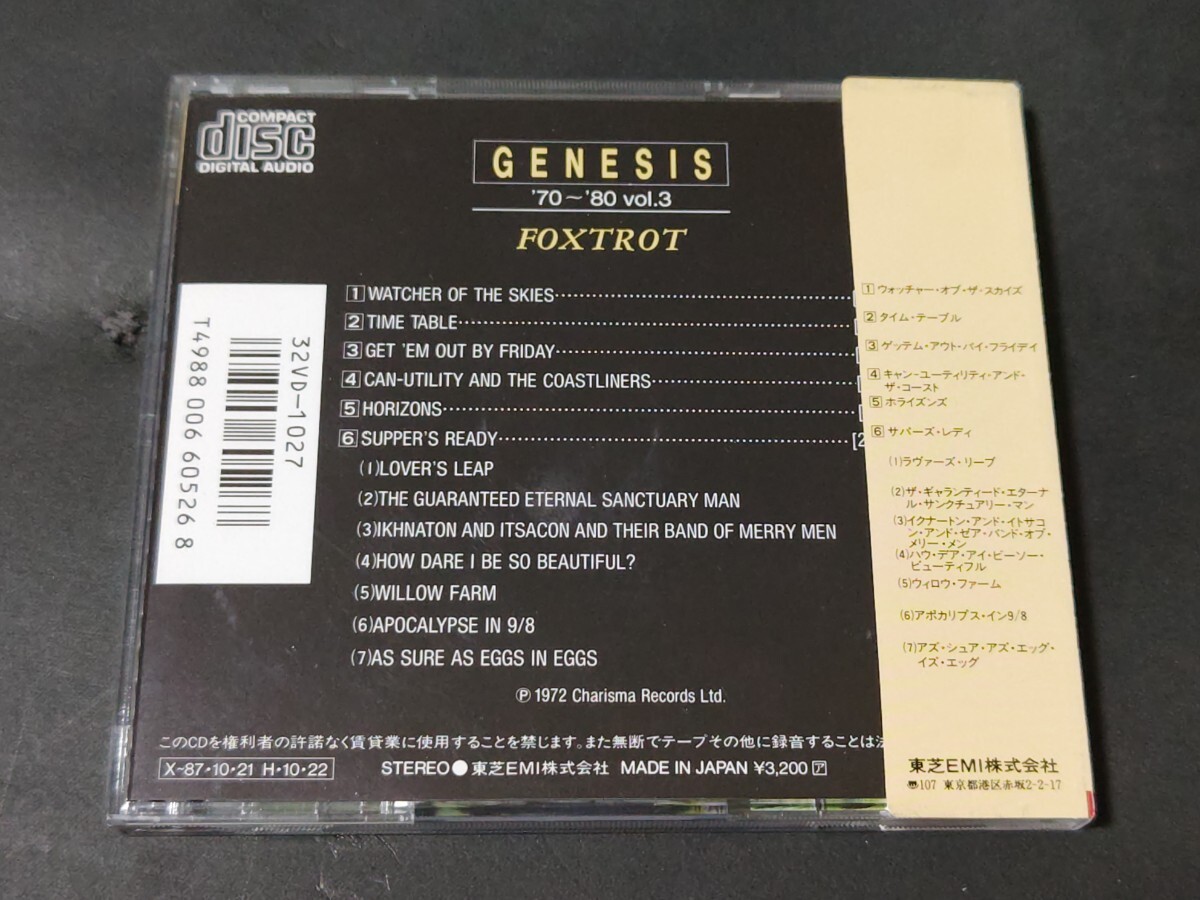 COMPACT
disc
DIGITAL AUDIO
GENESIS
'70~'80 vol.3
FOXTROT
1 WATCHER OF THE SKIES
2 TIME TABLE
3 GET 'EM OUT BY FRIDAY
4 CAN-UTILITY AND THE COASTLINERS
5 HORIZONS
6 SUPPER'S READY [2
(1)LOVER'S LEAP
(2)THE GUARANTEED ETERNAL SANCTUARY MAN
(3)IKHNATON AND ITSACON AND THEIR BAND OF MERRY MEN
(4)HOW DARE I BE SO BEAUTIFUL?
(5)WILLOW FARM
(6)APOCALYPSE IN 9/8
(7)AS SURE AS EGGS IN EGGS
Ⓟ 1972 Charisma Records Ltd.
このCDを権利者の許諾なく賃貸業に使用することを禁じます。また無断でテープその他に録音することは法
X~87・10・21 H・10・22 STEREO●東芝EMI株式会社 MADE IN JAPAN ¥3,200 ア
32VD-1027
T4988 006 60526 8
1 ウォッチャー・オブ・ザ・スカイズ
2 タイム・テーブル
3 ゲッテム・アウト・バイ・フライデイ
4 キャン-ユーティリティ・アンド・
ザ・コースト
5 ホライズンズ
6 サパーズ・レディ
(1)ラヴァーズ・リープ
(2)ザ・ギャランティード・エターナ
ル・サンクチュアリー・マン
(3)イクナートン・アンド・イトサコ
ン・アンド・ゼア・バンド・オブ・
メリー・メン
(4)ハウ・デア・アイ・ビーソー・
ビューティフル
(5)ウィロウ・ファーム
(6)アポカリプス・イン9/8
(7)アズ・シュア・アズ・エッグ・
イズ・エッグ
東芝EMI株式会社
〠107 東京都港区赤坂2-2-17